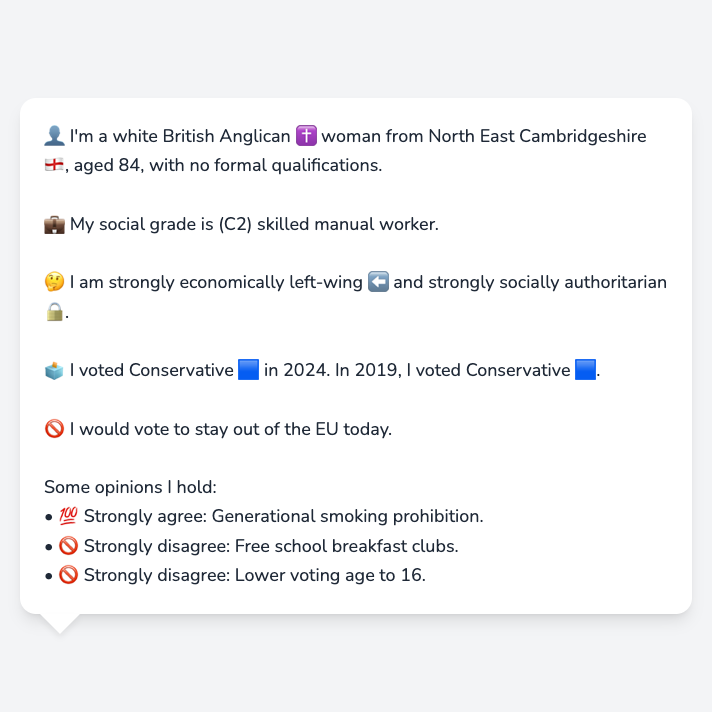 👤 I'm a white British Anglican ✝️ woman from North East Cambridgeshire
🏴󠁧󠁢󠁥󠁮󠁧󠁿, aged 84, with no formal qualifications.
💼 My social grade is (C2) skilled manual worker.
🤔 I am strongly economically left-wing ⬅️ and strongly socially authoritarian
🔒.
🗳️ I voted Conservative 🟦 in 2024. In 2019, I voted Conservative 🟦.
🚫 I would vote to stay out of the EU today.
Some opinions I hold:
• 💯 Strongly agree: Generational smoking prohibition.
• 🚫 Strongly disagree: Free school breakfast clubs.
• 🚫 Strongly disagree: Lower voting age to 16.